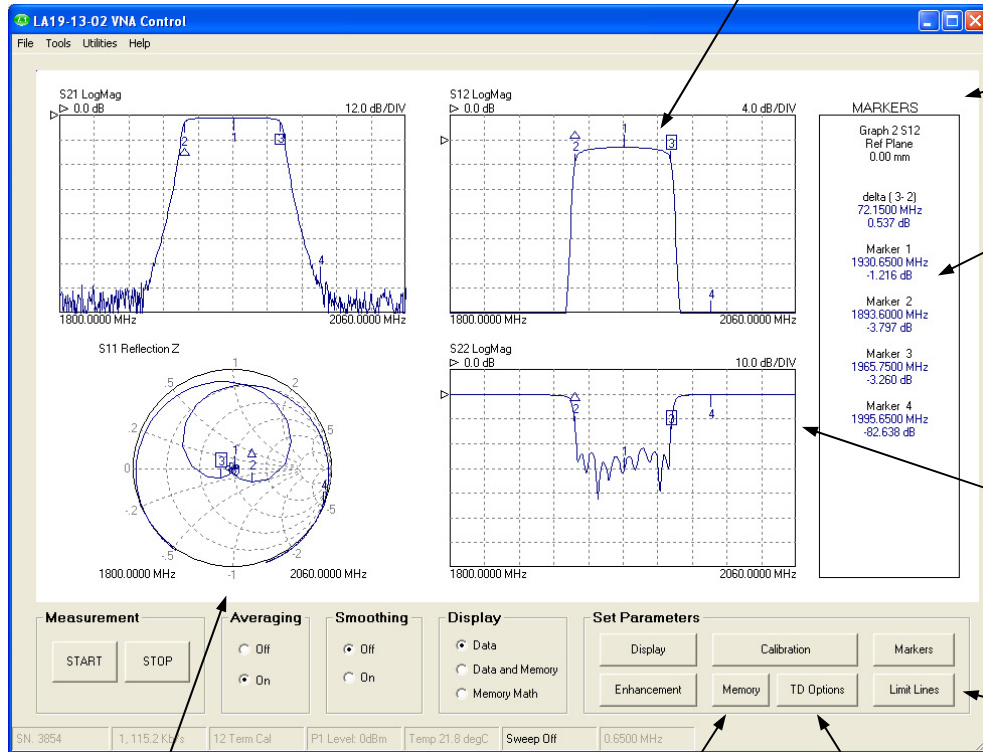 LA19-13-02 VNA Control
File Tools Utilities Help
S21 LogMag
▷ 0.0 dB 12.0 dB/DIV
2 1 3 4
1800.0000 MHz 2060.0000 MHz
S12 LogMag
▷ 0.0 dB 4.0 dB/DIV
2 1 3 4
1800.0000 MHz 2060.0000 MHz
S11 Reflection Z
1
.5 2
.2 5
0 3 1 2 4
-.2 -5
-.5 -2
-1
1800.0000 MHz 2060.0000 MHz
S22 LogMag
▷ 0.0 dB 10.0 dB/DIV
2 1 3 4
1800.0000 MHz 2060.0000 MHz
MARKERS
Graph 2 S12
Ref Plane
0.00 mm
delta ( 3- 2)
72.1500 MHz
0.537 dB
Marker 1
1930.6500 MHz
-1.216 dB
Marker 2
1893.6000 MHz
-3.797 dB
Marker 3
1965.7500 MHz
-3.260 dB
Marker 4
1995.6500 MHz
-82.638 dB
Measurement
START STOP
Averaging
Off
On
Smoothing
Off
On
Display
Data
Data and Memory
Memory Math
Set Parameters
Display Calibration Markers
Enhancement Memory TD Options Limit Lines
SN. 3854 1, 115.2 Kb/s 12 Term Cal P1 Level: 0dBm Temp 21.8 degC Sweep Off 0.6500 MHz